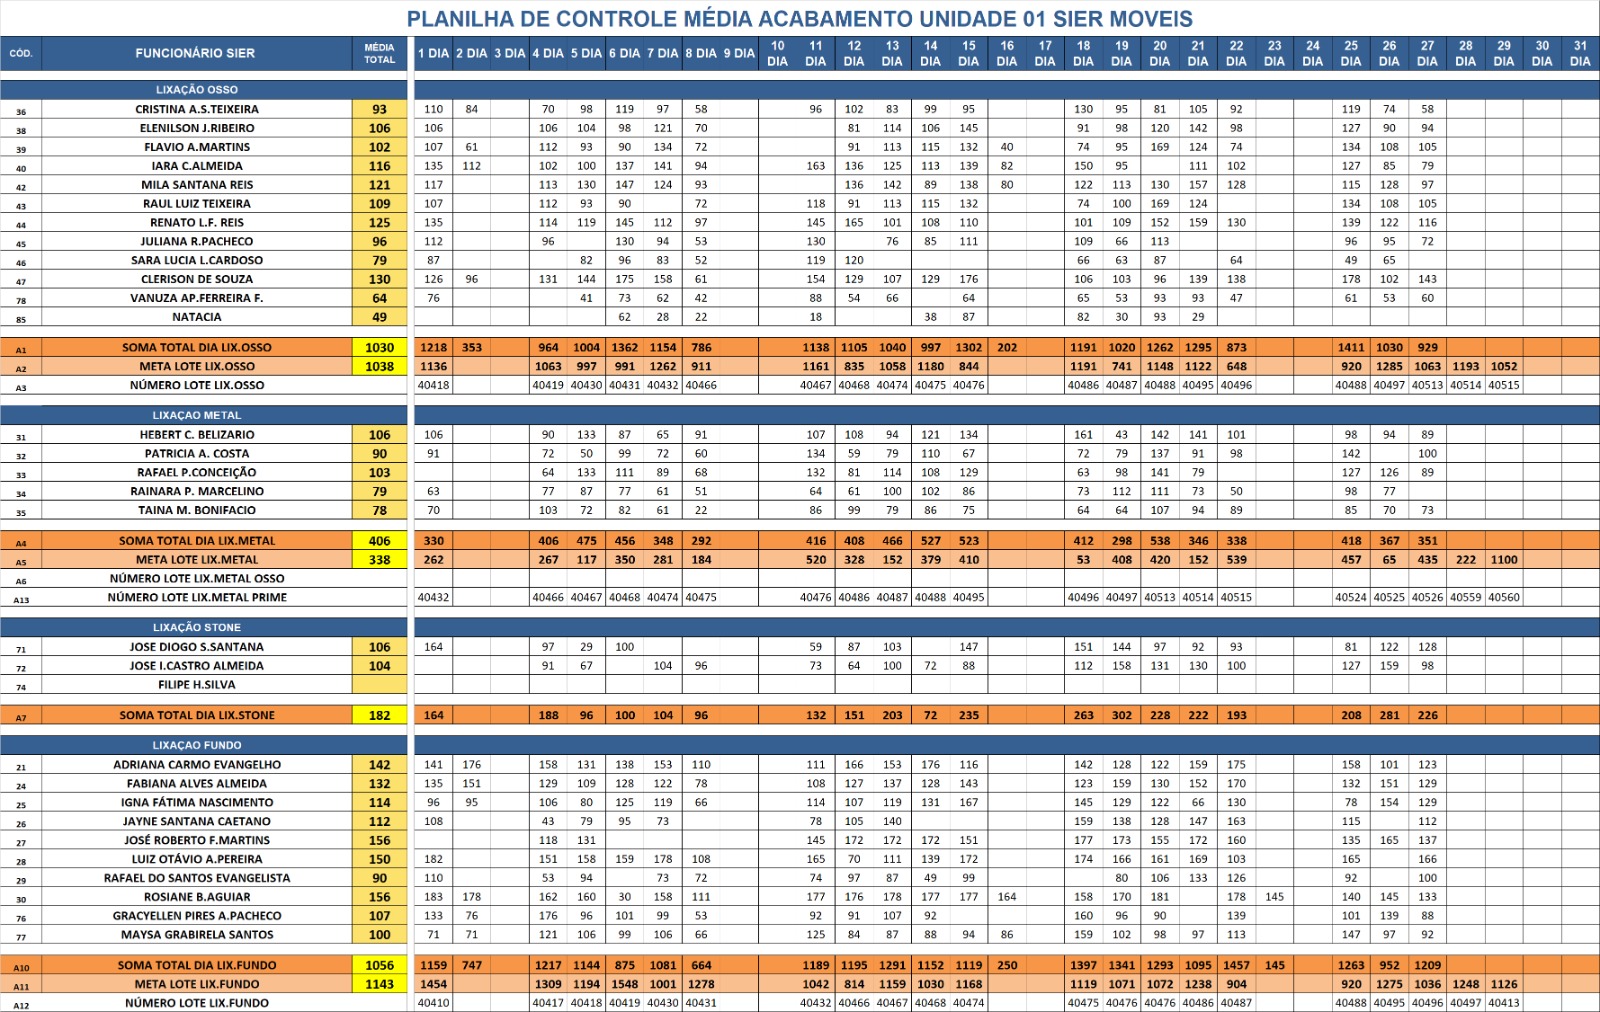 PLANILHA DE CONTROLE MÉDIA ACABAMENTO UNIDADE 01 SIER MOVEIS
CÓD. FUNCIONÁRIO SIER MÉDIA TOTAL 1 DIA 2 DIA 3 DIA 4 DIA 5 DIA 6 DIA 7 DIA 8 DIA 9 DIA 10 DIA 11 DIA 12 DIA 13 DIA 14 DIA 15 DIA 16 DIA 17 DIA 18 DIA 19 DIA 20 DIA 21 DIA 22 DIA 23 DIA 24 DIA 25 DIA 26 DIA 27 DIA 28 DIA 29 DIA 30 DIA 31 DIA
LIXAÇÃO OSSO
36 CRISTINA A.S.TEIXEIRA 93 110 84 70 98 119 97 58 96 102 83 99 95 130 95 81 105 92 119 74 58
38 ELENILSON J.RIBEIRO 106 106 106 104 98 121 70 81 114 106 145 91 98 120 142 98 127 90 94
39 FLAVIO A.MARTINS 102 107 61 112 93 90 134 72 91 113 115 132 40 74 95 169 124 74 134 108 105
40 IARA C.ALMEIDA 116 135 112 102 100 137 141 94 163 136 125 113 139 82 150 95 111 102 127 85 79
42 MILA SANTANA REIS 121 117 113 130 147 124 93 136 142 89 138 80 122 113 130 157 128 115 128 97
43 RAUL LUIZ TEIXEIRA 109 107 112 93 90 72 118 91 113 115 132 74 100 169 124 134 108 105
44 RENATO L.F. REIS 125 135 114 119 145 112 97 145 165 101 108 110 101 109 152 159 130 139 122 116
45 JULIANA R.PACHECO 96 112 96 130 94 53 130 76 85 111 109 66 113 96 95 72
46 SARA LUCIA L.CARDOSO 79 87 82 96 83 52 119 120 66 63 87 64 49 65
47 CLERISON DE SOUZA 130 126 96 131 144 175 158 61 154 129 107 129 176 106 103 96 139 138 178 102 143
78 VANUZA AP.FERREIRA F. 64 76 41 73 62 42 88 54 66 64 65 53 93 93 47 61 53 60
85 NATACIA 49 62 28 22 18 38 87 82 30 93 29
A1 SOMA TOTAL DIA LIX.OSSO 1030 1218 353 964 1004 1362 1154 786 1138 1105 1040 997 1302 202 1191 1020 1262 1295 873 1411 1030 929
A2 META LOTE LIX.OSSO 1038 1136 1063 997 991 1262 911 1161 835 1058 1180 844 1191 741 1148 1122 648 920 1285 1063 1193 1052
A3 NÚMERO LOTE LIX.OSSO 40418 40419 40430 40431 40432 40466 40467 40468 40474 40475 40476 40486 40487 40488 40495 40496 40488 40497 40513 40514 40515
LIXAÇAO METAL
31 HEBERT C. BELIZARIO 106 106 90 133 87 65 91 107 108 94 121 134 161 43 142 141 101 98 94 89
32 PATRICIA A. COSTA 90 91 72 50 99 72 60 134 59 79 110 67 72 79 137 91 98 142 100
33 RAFAEL P.CONCEIÇÃO 103 64 133 111 89 68 132 81 114 108 129 63 98 141 79 127 126 89
34 RAINARA P. MARCELINO 79 63 77 87 77 61 51 64 61 100 102 86 73 112 111 73 50 98 77
35 TAINA M. BONIFACIO 78 70 103 72 82 61 22 86 99 79 86 75 64 64 107 94 89 85 70 73
A4 SOMA TOTAL DIA LIX.METAL 406 330 406 475 456 348 292 416 408 466 527 523 412 298 538 346 338 418 367 351
A5 META LOTE LIX.METAL 338 262 267 117 350 281 184 520 328 152 379 410 53 408 420 152 539 457 65 435 222 1100
A6 NÚMERO LOTE LIX.METAL OSSO
A13 NÚMERO LOTE LIX.METAL PRIME 40432 40466 40467 40468 40474 40475 40476 40486 40487 40488 40495 40496 40497 40513 40514 40515 40524 40525 40526 40559 40560
LIXAÇÃO STONE
71 JOSE DIOGO S.SANTANA 106 164 97 29 100 59 87 103 147 151 144 97 92 93 81 122 128
72 JOSE I.CASTRO ALMEIDA 104 91 67 104 96 73 64 100 72 88 112 158 131 130 100 127 159 98
74 FILIPE H.SILVA
A7 SOMA TOTAL DIA LIX.STONE 182 164 188 96 100 104 96 132 151 203 72 235 263 302 228 222 193 208 281 226
LIXAÇAO FUNDO
21 ADRIANA CARMO EVANGELHO 142 141 176 158 131 138 153 110 111 166 153 176 116 142 128 122 159 175 158 101 123
24 FABIANA ALVES ALMEIDA 132 135 151 129 109 128 122 78 108 127 137 128 143 123 159 130 152 170 132 151 129
25 IGNA FÁTIMA NASCIMENTO 114 96 95 106 80 125 119 66 114 107 119 131 167 145 129 122 66 130 78 154 129
26 JAYNE SANTANA CAETANO 112 108 43 79 95 73 78 105 140 159 138 128 147 163 115 112
27 JOSÉ ROBERTO F.MARTINS 156 118 131 145 172 172 172 151 177 173 155 172 160 135 165 137
28 LUIZ OTÁVIO A.PEREIRA 150 182 151 158 159 178 108 165 70 111 139 172 174 166 161 169 103 165 166
29 RAFAEL DO SANTOS EVANGELISTA 90 110 53 94 73 72 74 97 87 49 99 80 106 133 126 92 100
30 ROSIANE B.AGUIAR 156 183 178 162 160 30 158 111 177 176 178 177 177 164 158 170 181 178 145 140 145 133
76 GRACYELLEN PIRES A.PACHECO 107 133 76 176 96 101 99 53 92 91 107 92 160 96 90 139 101 139 88
77 MAYSA GRABIRELA SANTOS 100 71 71 121 106 99 106 66 125 84 87 88 94 86 159 102 98 97 113 147 97 92
A10 SOMA TOTAL DIA LIX.FUNDO 1056 1159 747 1217 1144 875 1081 664 1189 1195 1291 1152 1119 250 1397 1341 1293 1095 1457 145 1263 952 1209
A11 META LOTE LIX.FUNDO 1143 1454 1309 1194 1548 1001 1278 1042 814 1159 1030 1168 1119 1071 1072 1238 904 920 1275 1036 1248 1126
A12 NÚMERO LOTE LIX.FUNDO 40410 40417 40418 40419 40430 40431 40432 40466 40467 40468 40474 40475 40476 40476 40486 40487 40488 40495 40496 40497 40413